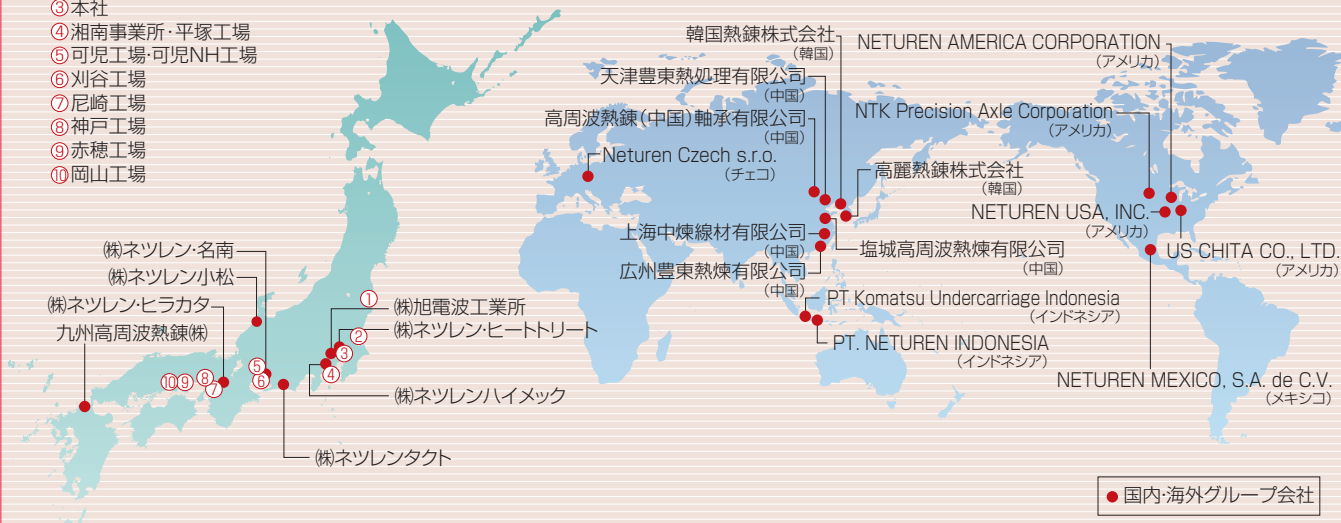 ③本社
④湘南事業所・平塚工場
⑤可児工場・可児NH工場
⑥刈谷工場
⑦尼崎工場
⑧神戸工場
⑨赤穂工場
⑩岡山工場
㈱ネツレン・名南
㈱ネツレン小松
㈱ネツレン・ヒラカタ
九州高周波熱錬㈱
①
㈱旭電波工業所
②
㈱ネツレン・ヒートトリート
③
④
⑤
⑥
⑩⑨⑧
⑦
㈱ネツレンハイメック
㈱ネツレンタクト
韓国熱錬株式会社
(韓国)
天津豊東熱処理有限公司
(中国)
高周波熱錬(中国)軸承有限公司
(中国)
Neturen Czech s.r.o.
(チェコ)
高麗熱錬株式会社
(韓国)
上海中煉線材有限公司
(中国)
塩城高周波熱煉有限公司
(中国)
広州豊東熱煉有限公司
(中国)
PT Komatsu Undercarriage Indonesia
(インドネシア)
PT. NETUREN INDONESIA
(インドネシア)
NETUREN AMERICA CORPORATION
(アメリカ)
NTK Precision Axle Corporation
(アメリカ)
NETUREN USA, INC.
(アメリカ)
US CHITA CO., LTD.
(アメリカ)
NETUREN MEXICO, S.A. de C.V.
(メキシコ)
● 国内・海外グループ会社